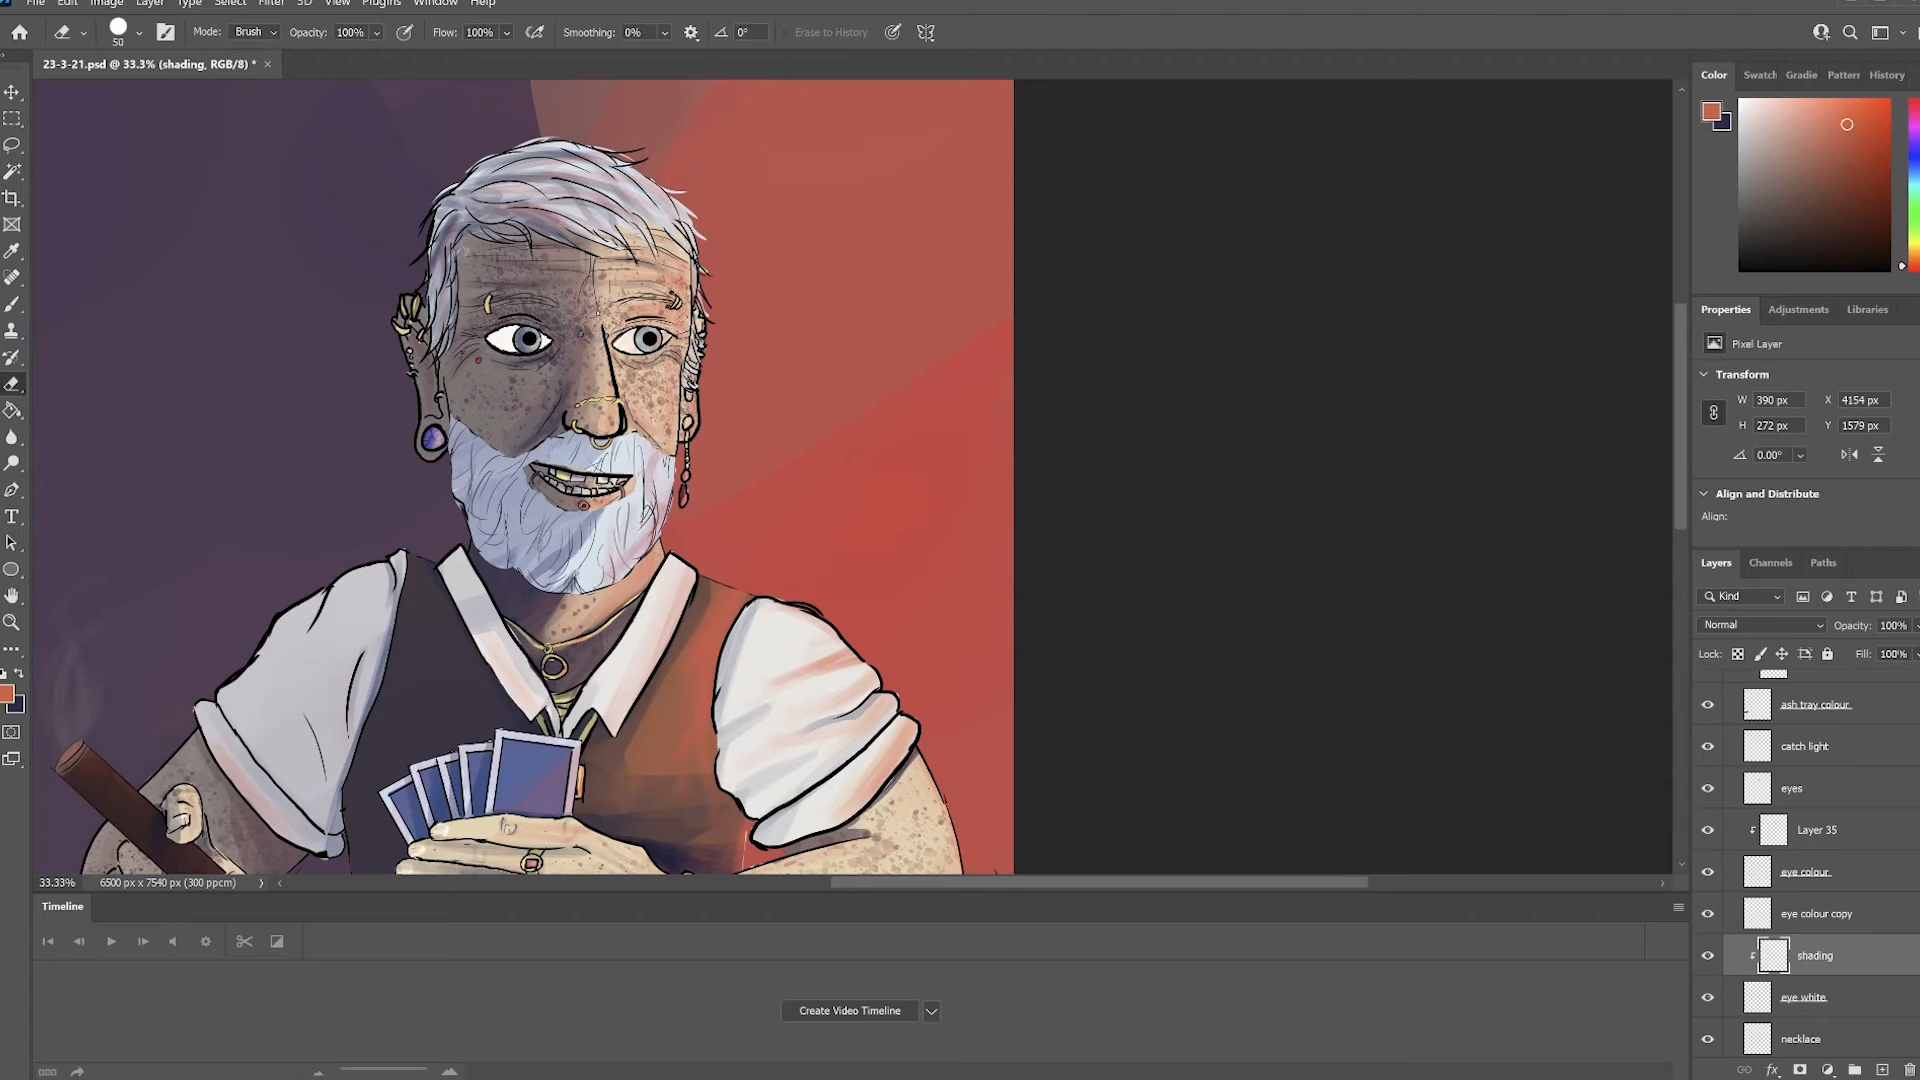 File Edit Image Layer Type Select Filter 3D View Plugins Window Help
50 Mode: Brush Opacity: 100% Flow: 100% Smoothing: 0% 0° Erase to History
23-3-21.psd @ 33.3% (shading, RGB/8) * ×
Color Swatch Gradie Pattern History
Properties Adjustments Libraries
Pixel Layer
Transform
W 390 px X 4154 px
H 272 px Y 1579 px
0.00°
Align and Distribute
Align:
Layers Channels Paths
Kind
Normal Opacity: 100%
Lock: Fill: 100%
ash tray colour
catch light
eyes
Layer 35
eye colour
eye colour copy
shading
eye white
necklace
33.33% 6500 px x 7540 px (300 ppcm)
Timeline
Create Video Timeline